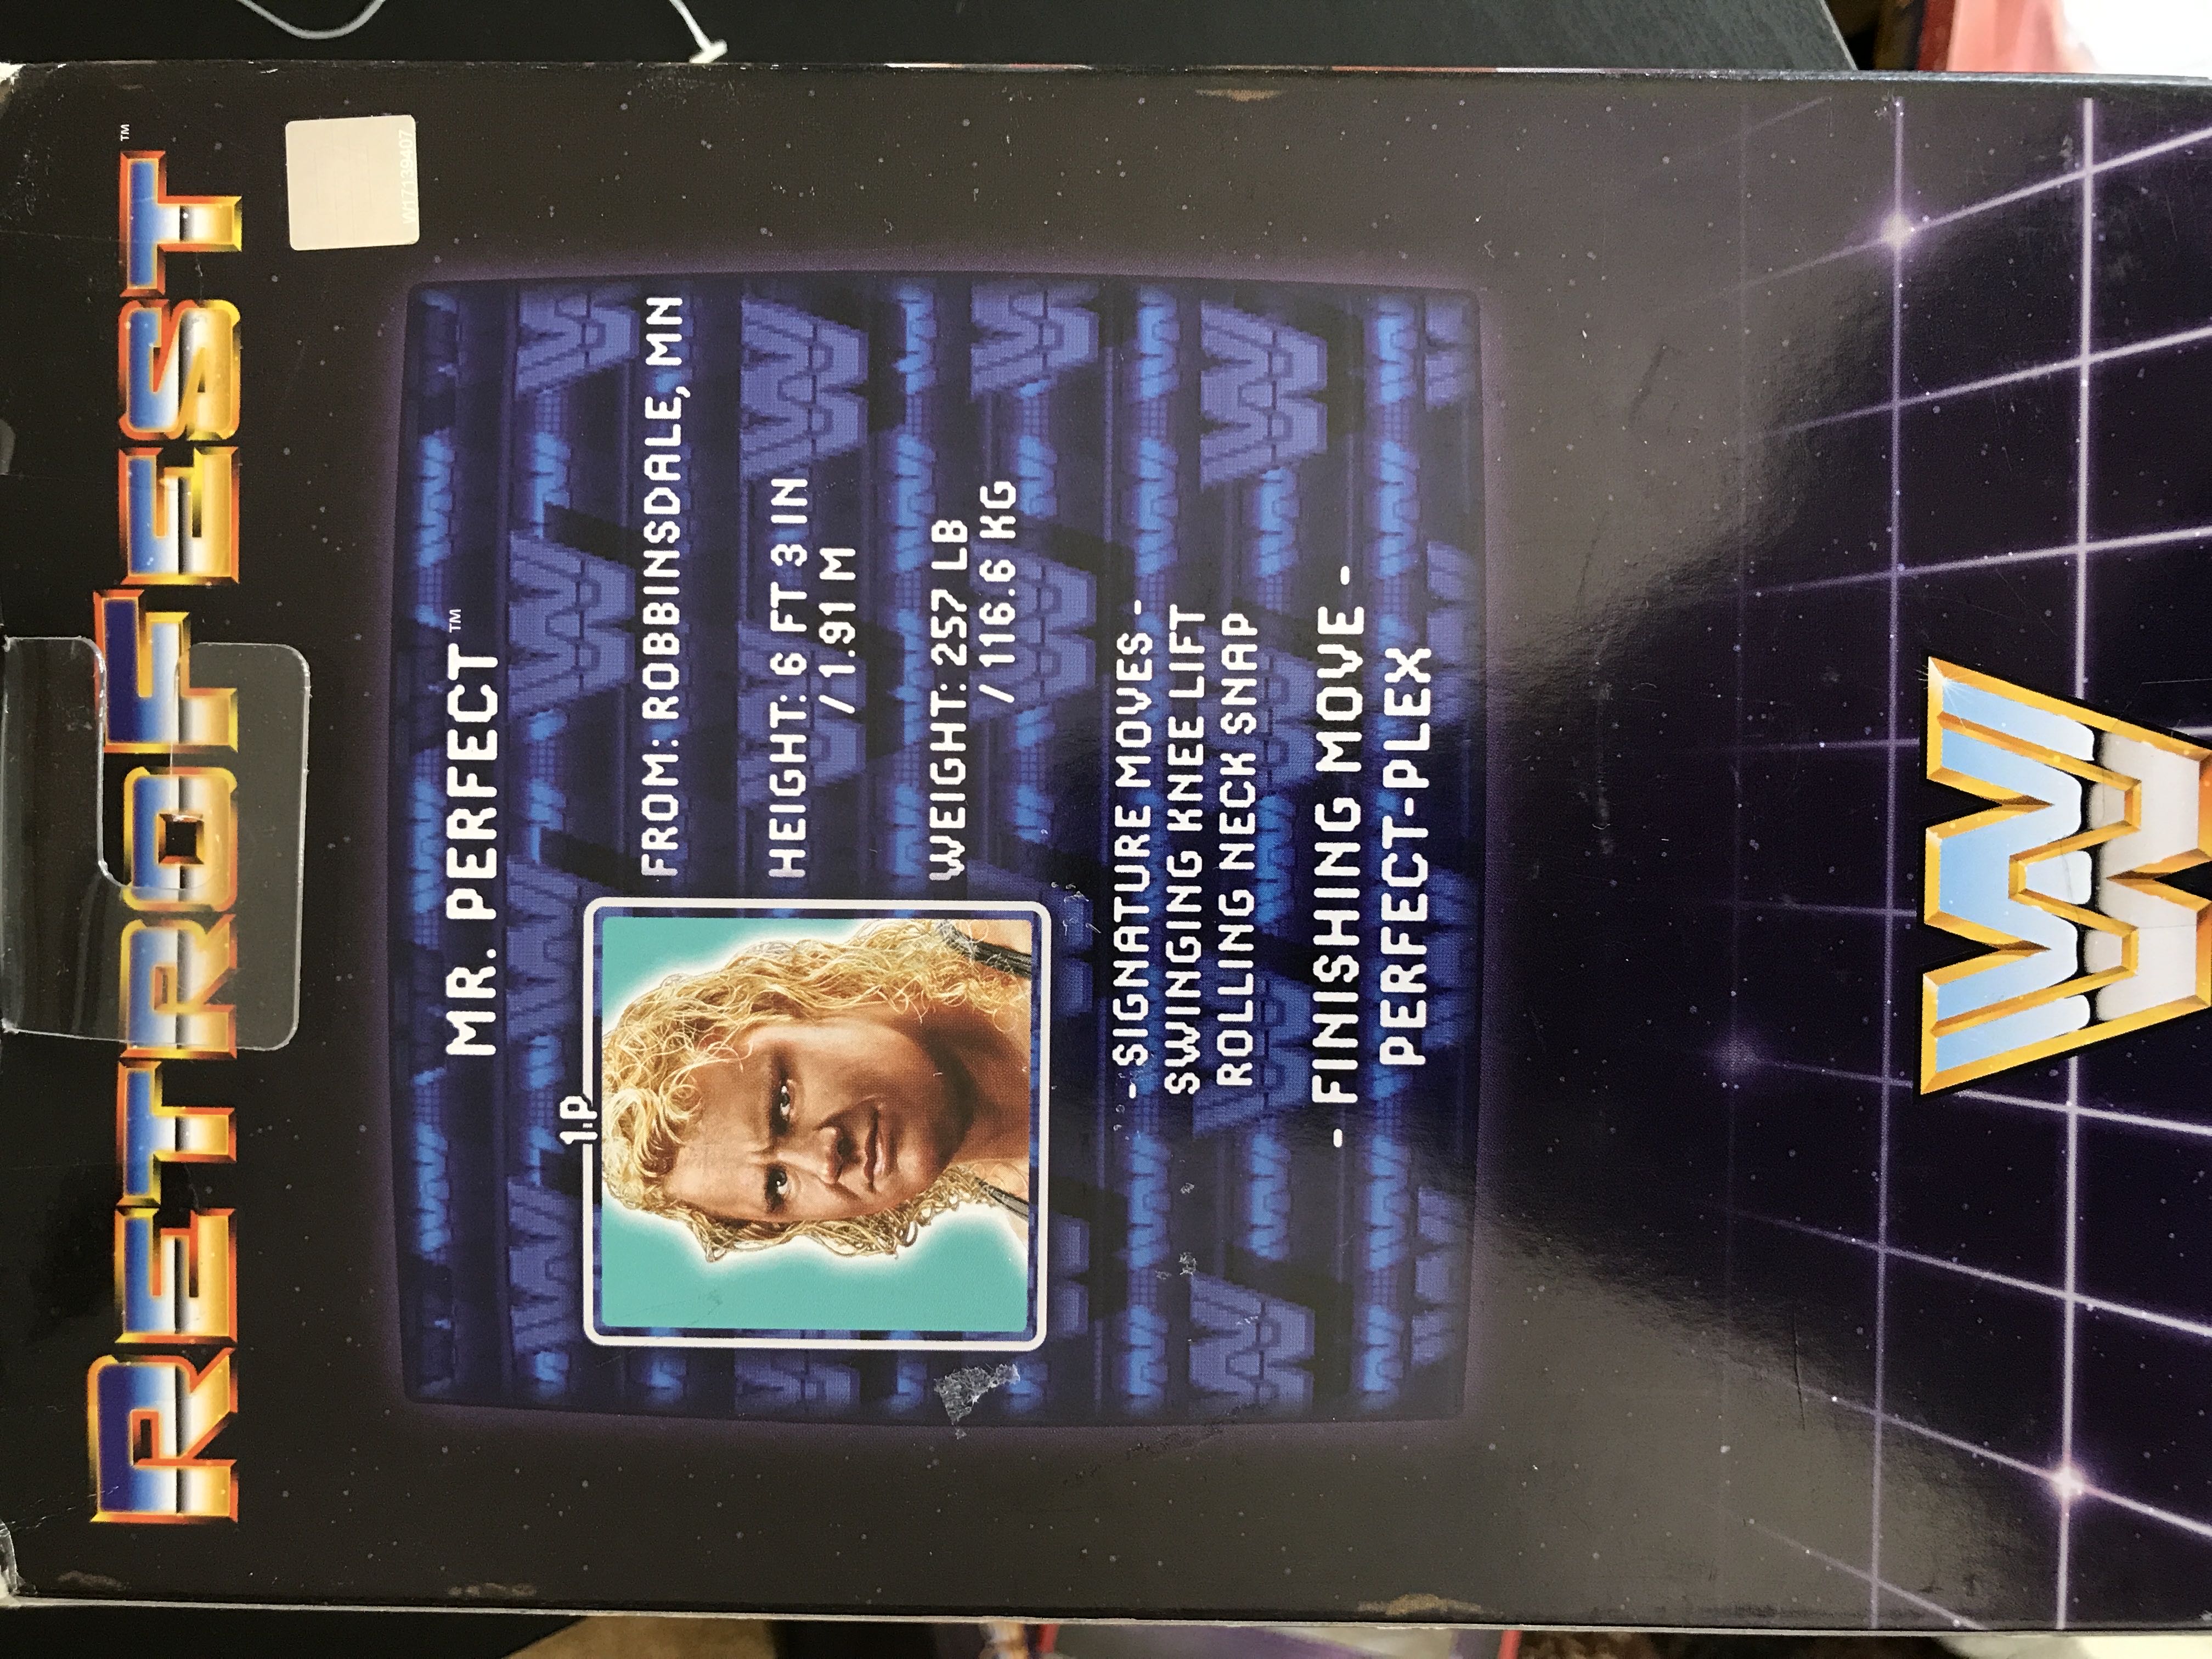 RETROFEST™
W17139407
MR. PERFECT™
1.P
FROM: ROBBINSDALE, MN
HEIGHT: 6 FT 3 IN
/ 1.91 M
WEIGHT: 257 LB
/ 116.6 KG
- SIGNATURE MOVES -
SWINGING KNEE LIFT
ROLLING NECK SNAP
- FINISHING MOVE -
PERFECT-PLEX
W